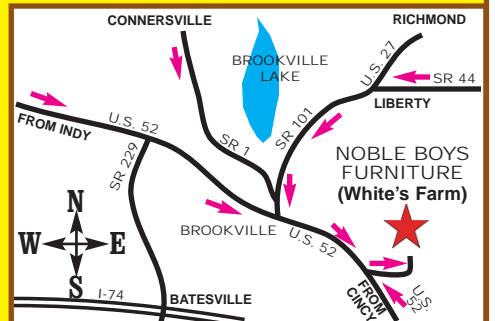 CONNERSVILLE
RICHMOND
BROOKVILLE
LAKE
U.S. 27
SR 44
LIBERTY
FROM INDY
U.S. 52
SR 229
SR 1
SR 101
NOBLE BOYS
FURNITURE
(White's Farm)
N
W E
S
BROOKVILLE
U.S. 52
I-74
BATESVILLE
FROM
CINCY
U.S.
52